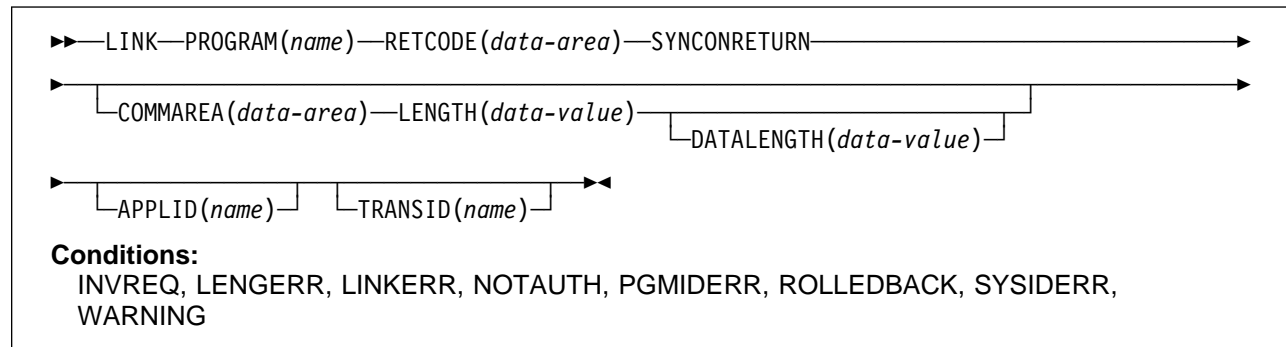 ►►──LINK──PROGRAM(name)──RETCODE(data-area)──SYNCONRETURN──►
COMMAREA(data-area)──LENGTH(data-value)
DATALENGTH(data-value)
APPLID(name) TRANSID(name)
Conditions:
INVREQ, LENGERR, LINKERR, NOTAUTH, PGMIDERR, ROLLEDBACK, SYSIDERR,
WARNING